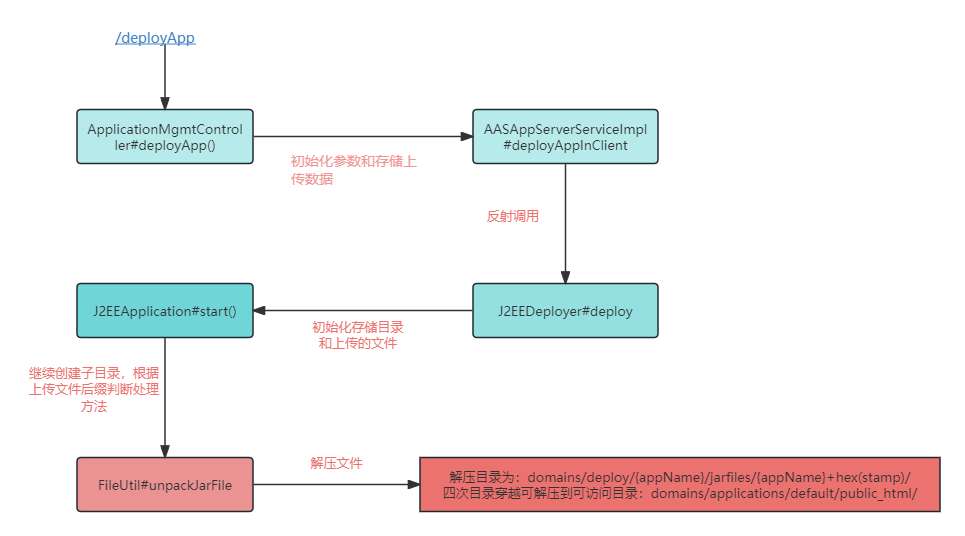 /deployApp
ApplicationMgmtControl
ler#deployApp()
初始化参数和存储上
传数据
AASAppServerServiceImpl
#deployAppInClient
反射调用
J2EEDeployer#deploy
初始化存储目录
和上传的文件
J2EEApplication#start()
继续创建子目录，根据
上传文件后缀判断处理
方法
FileUtil#unpackJarFile
解压文件
解压目录为：domains/deploy/{appName}/jarfiles/{appName}+hex(stamp)/
四次目录穿越可解压到可访问目录：domains/applications/default/public_html/